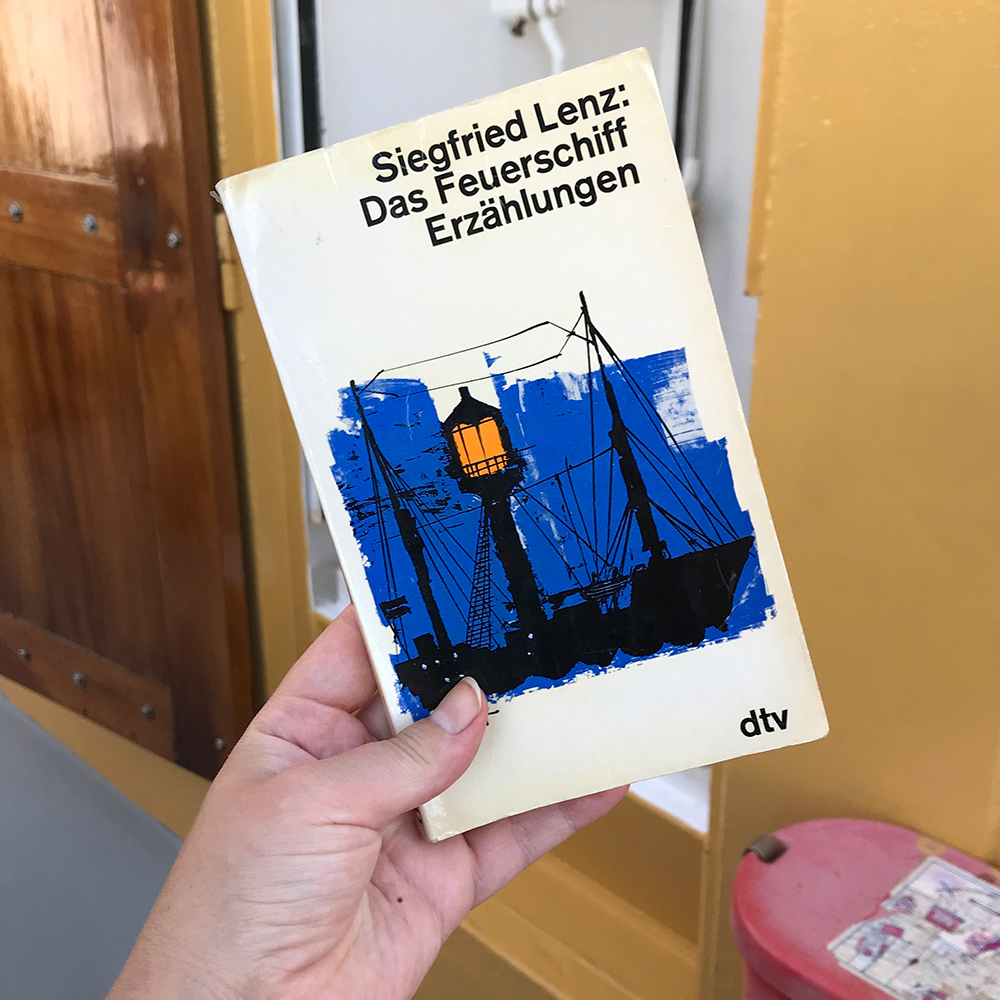 Siegfried Lenz:
Das Feuerschiff
Erzählungen
dtv